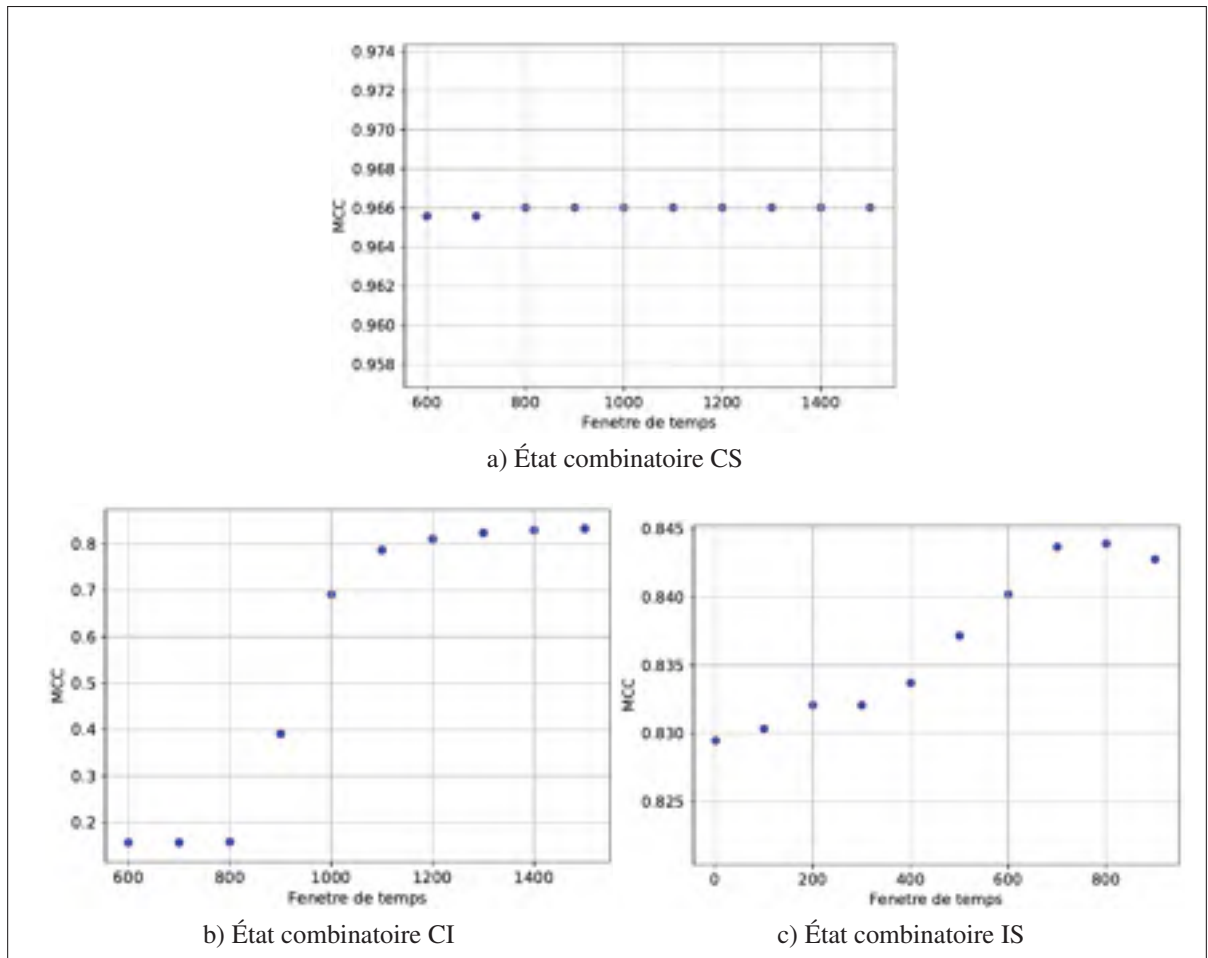 0.974
0.972
0.970
0.968
0.966
0.964
0.962
0.960
0.958
MCC
600 800 1000 1200 1400
Fenetre de temps
a) État combinatoire CS
0.8
0.7
0.6
0.5
0.4
0.3
0.2
MCC
600 800 1000 1200 1400
Fenetre de temps
b) État combinatoire CI
0.845
0.840
0.835
0.830
0.825
MCC
0 200 400 600 800
Fenetre de temps
c) État combinatoire IS